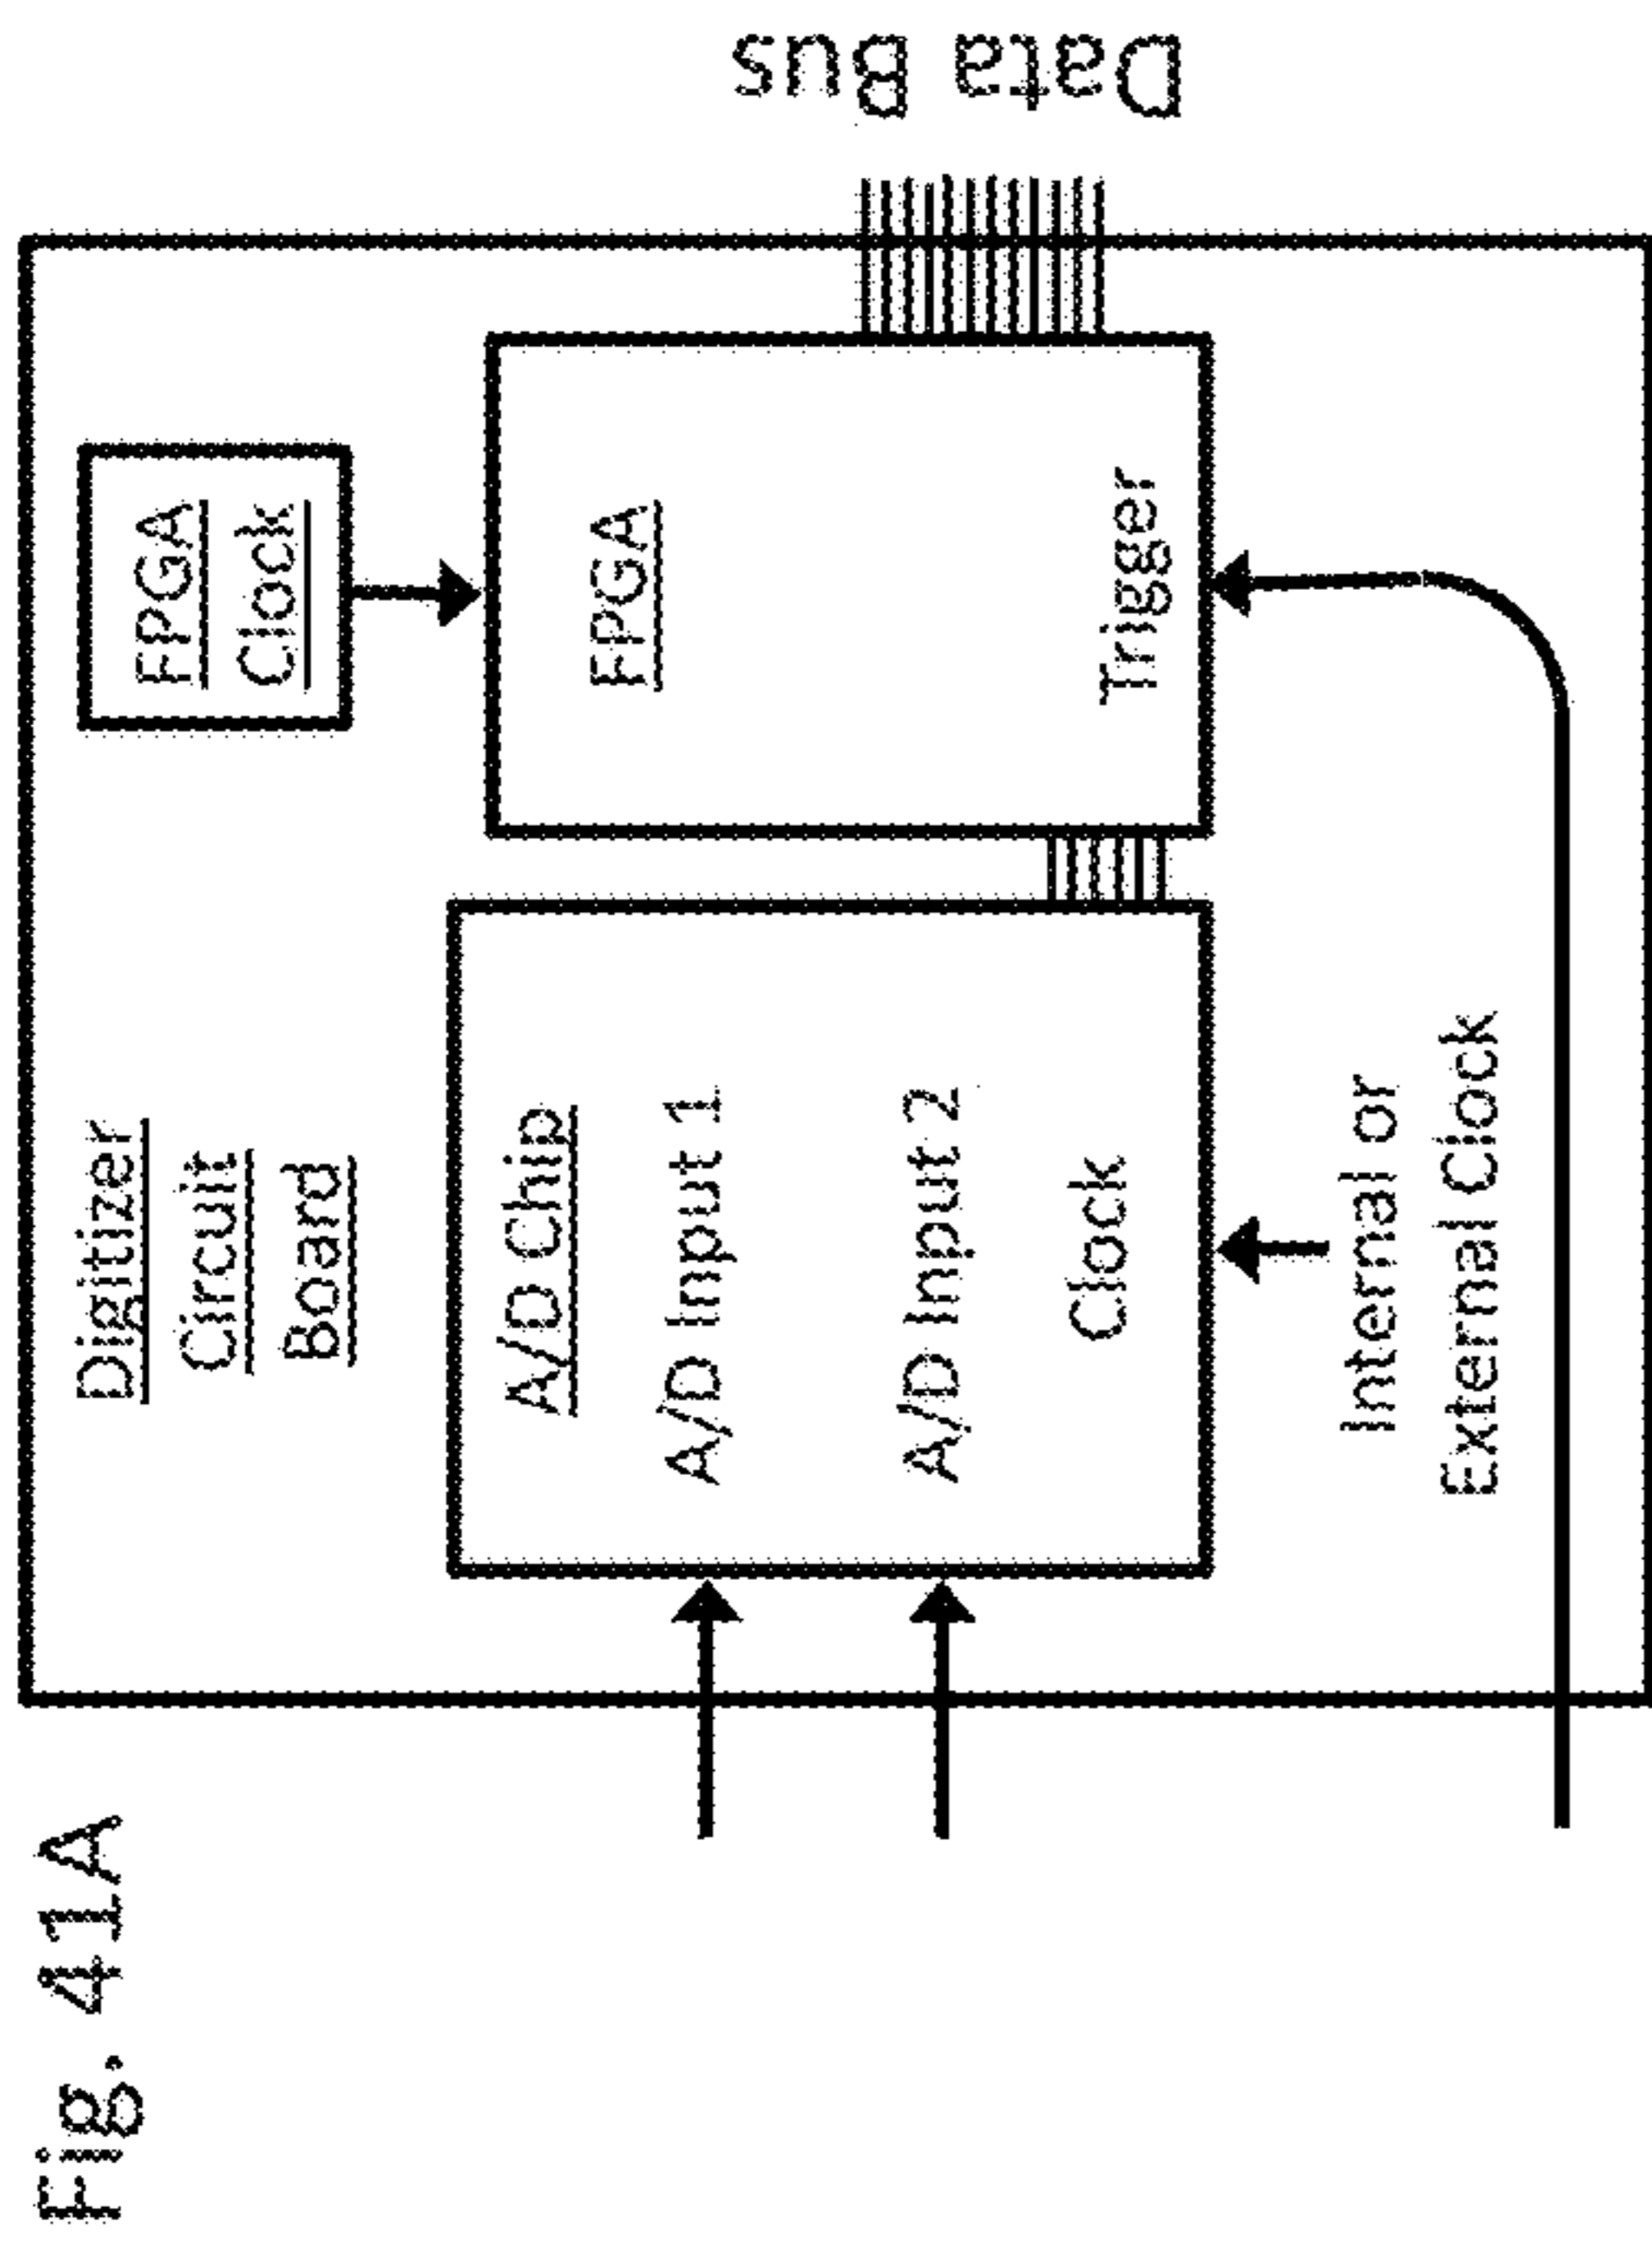 Fig. 41A
Digitizer
Circuit
Board
FPGA
Clock
A/D Chip
A/D Input 1
A/D Input 2
Clock
FPGA
Trigger
Internal or
External Clock
Data Bus